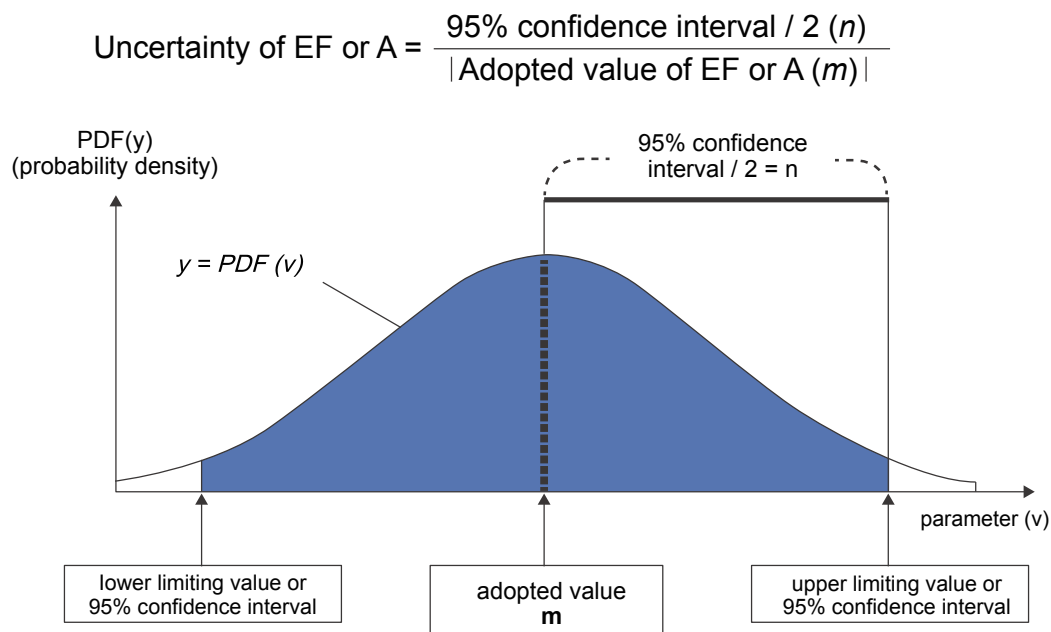 Uncertainty of EF or A = 95% confidence interval / 2 (n)
|Adopted value of EF or A (m)|
PDF(y)
(probability density)
95% confidence
interval / 2 = n
y = PDF (v)
parameter (v)
lower limiting value or
95% confidence interval
adopted value
m
upper limiting value or
95% confidence interval